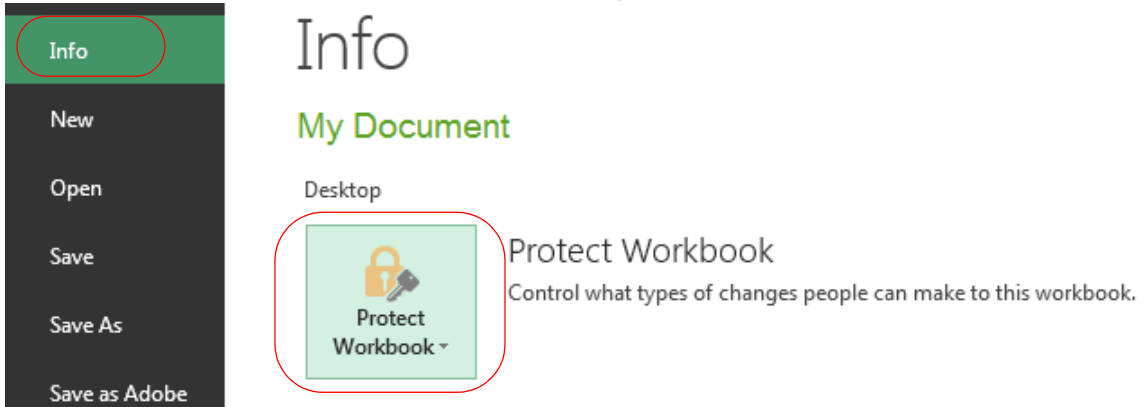 Info
New
Open
Save
Save As
Save as Adobe
Info
My Document
Desktop
Protect
Workbook
Protect Workbook
Control what types of changes people can make to this workbook.